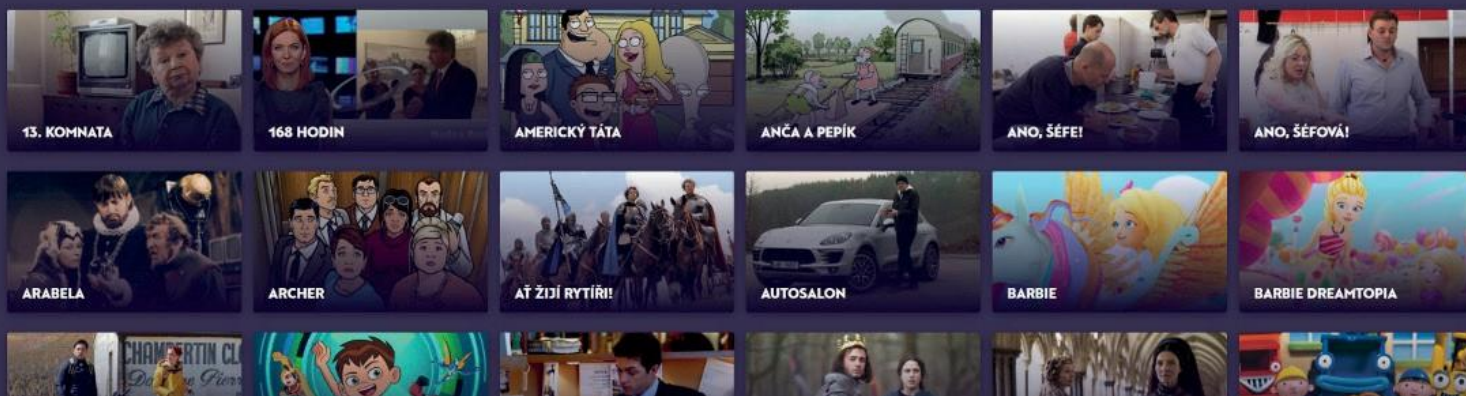 13. KOMNATA
168 HODIN
AMERICKÝ TÁTA
ANČA A PEPÍK
ANO, ŠÉFE!
ANO, ŠÉFOVÁ!
ARABELA
ARCHER
AŤ ŽIJÍ RYTÍŘI!
AUTOSALON
BARBIE
BARBIE DREAMTOPIA